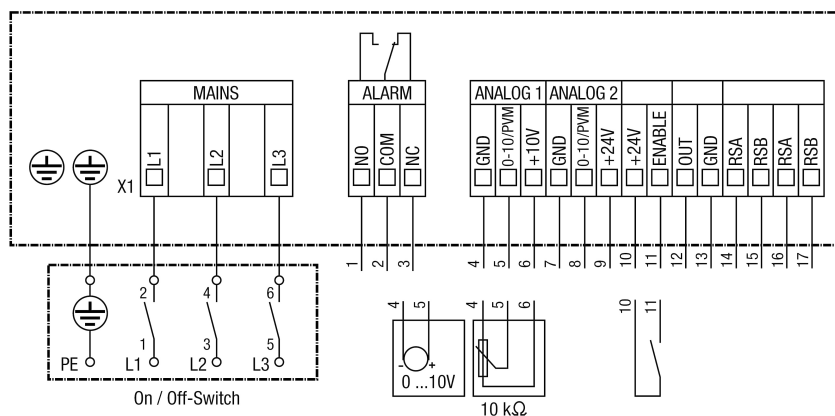 MAINS
ALARM
ANALOG 1
ANALOG 2
X1
L1
L2
L3
NO
COM
NC
GND
0-10/PVM
+10V
GND
0-10/PVM
+24V
+24V
ENABLE
OUT
GND
RSA
RSB
RSA
RSB
1
2
3
4
5
6
7
8
9
10
11
12
13
14
15
16
17
2
4
6
1
3
5
PE
L1
L2
L3
On / Off-Switch
4
5
- +
0 ...10V
4
5
6
10 kΩ
10
11